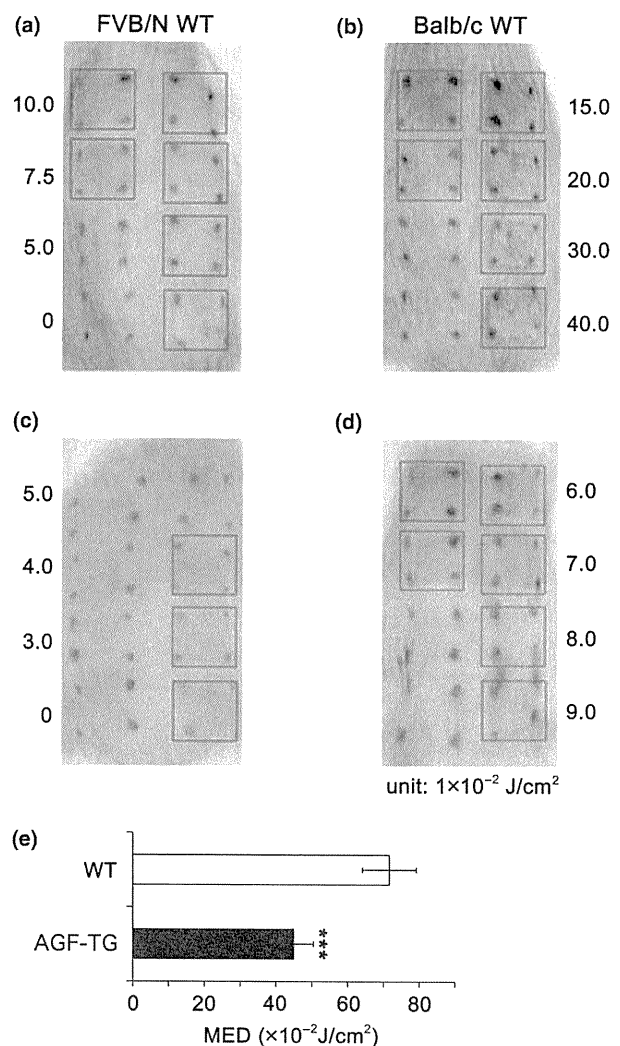 (a) FVB/N WT
(b) Balb/c WT
10.0
7.5
5.0
0
15.0
20.0
30.0
40.0
(c)
5.0
4.0
3.0
0
(d)
6.0
7.0
8.0
9.0
unit: 1×10⁻² J/cm²
(e)
WT
AGF-TG
***
0 20 40 60 80
MED (×10⁻²J/cm²)